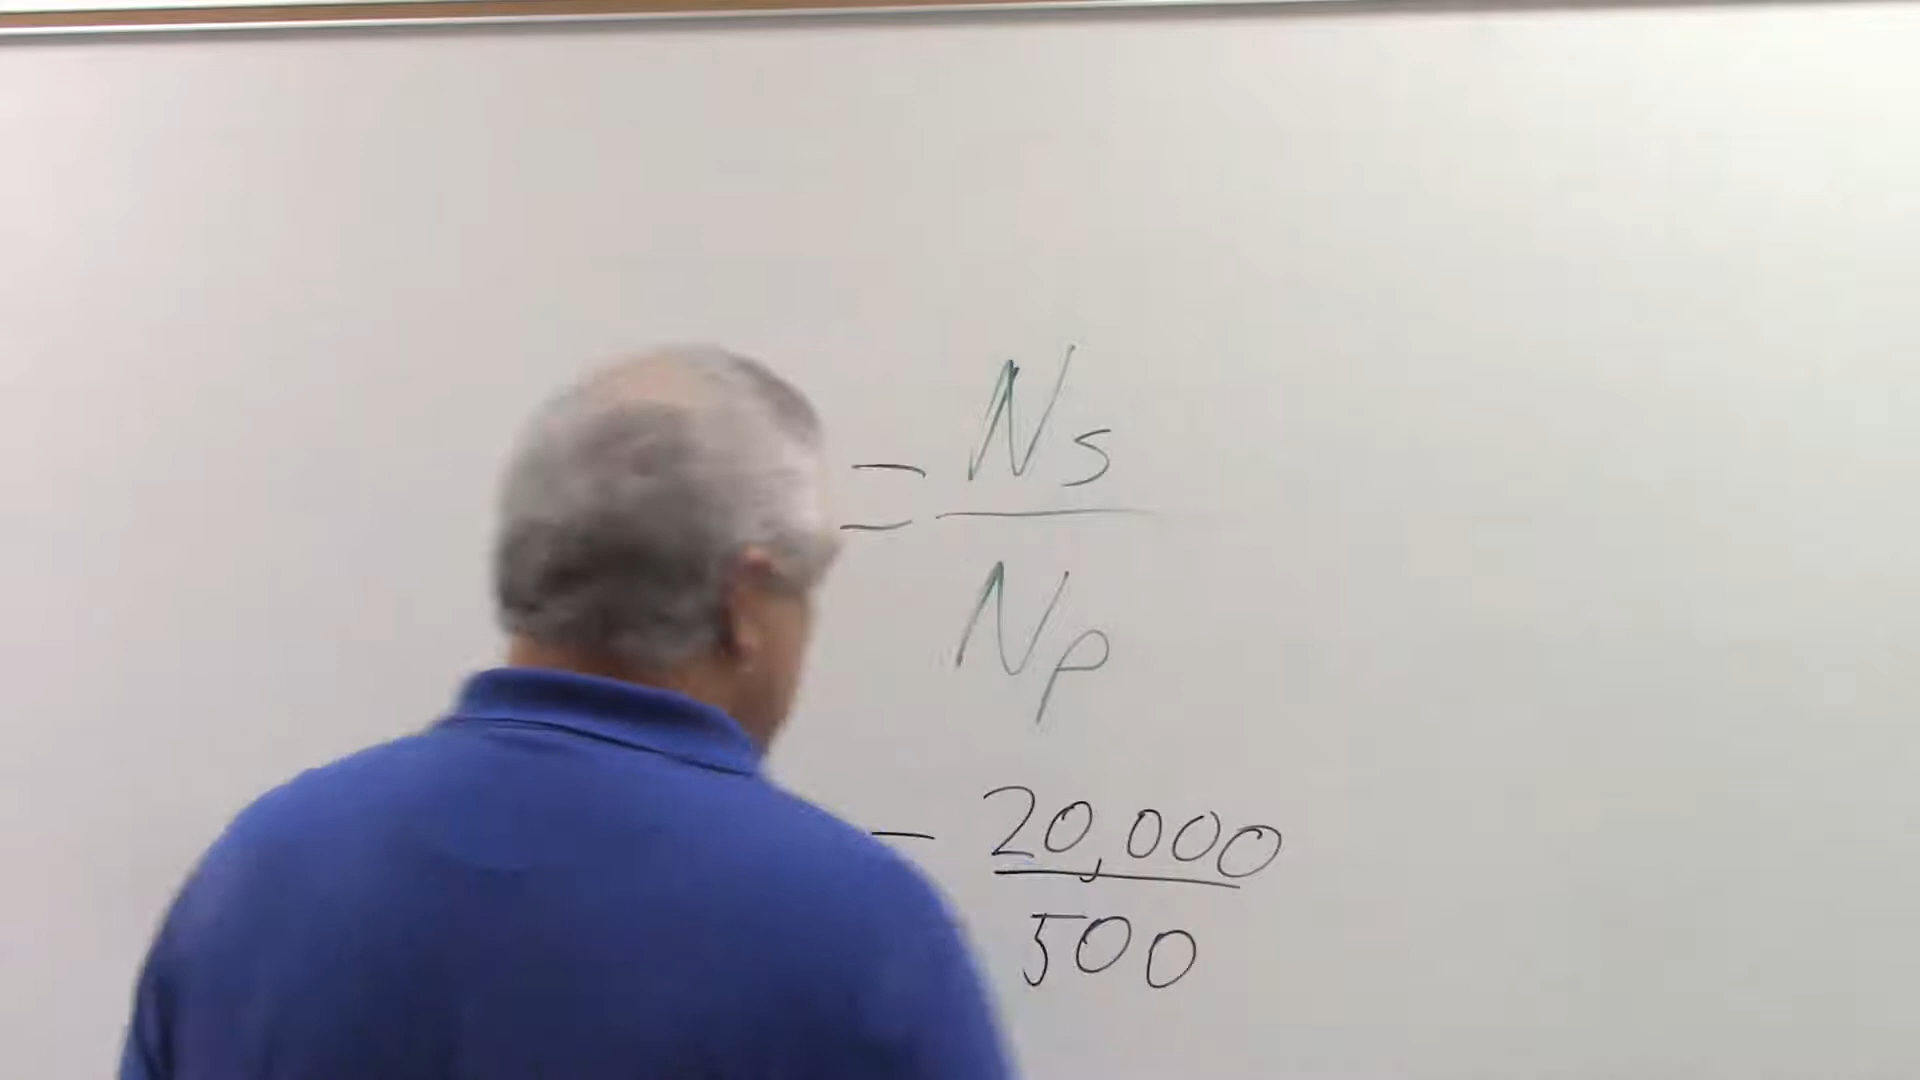 = Ns
Np
= 20,000
500